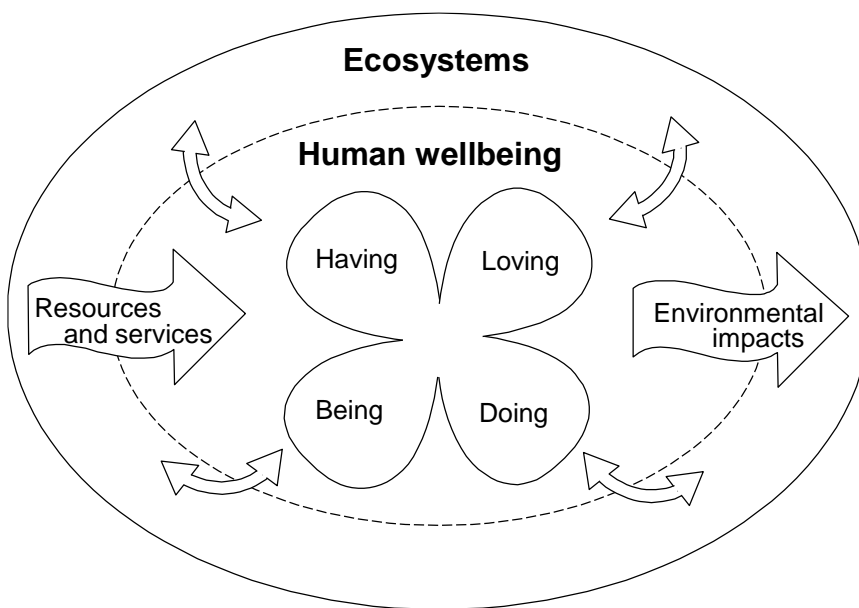 Ecosystems
Human wellbeing
Having
Loving
Resources
and services
Environmental
impacts
Being
Doing